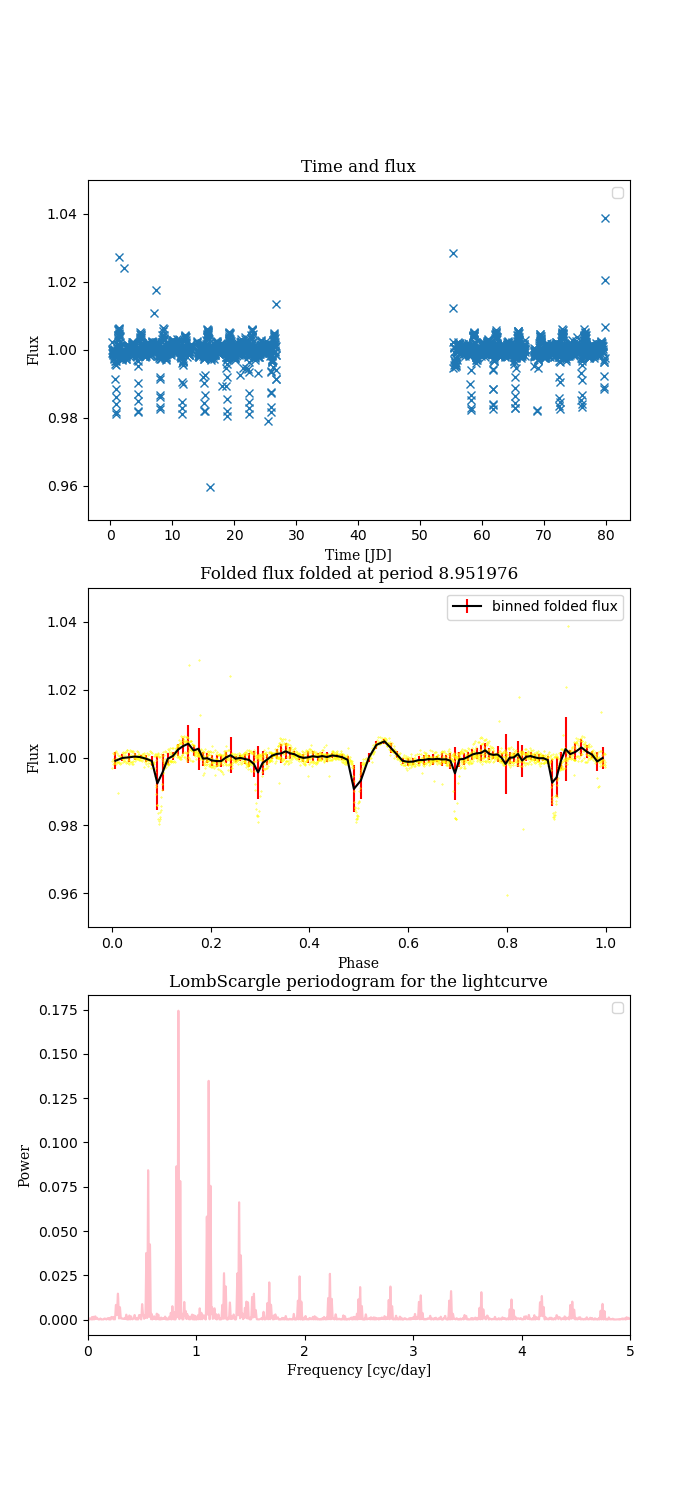 Time and flux
1.04
1.02
1.00
0.98
0.96
Flux
0 10 20 30 40 50 60 70 80
Time [JD]
Folded flux folded at period 8.951976
binned folded flux
1.04
1.02
1.00
0.98
0.96
Flux
0.0 0.2 0.4 0.6 0.8 1.0
Phase
LombScargle periodogram for the lightcurve
0.175
0.150
0.125
0.100
0.075
0.050
0.025
0.000
Power
0 1 2 3 4 5
Frequency [cyc/day]